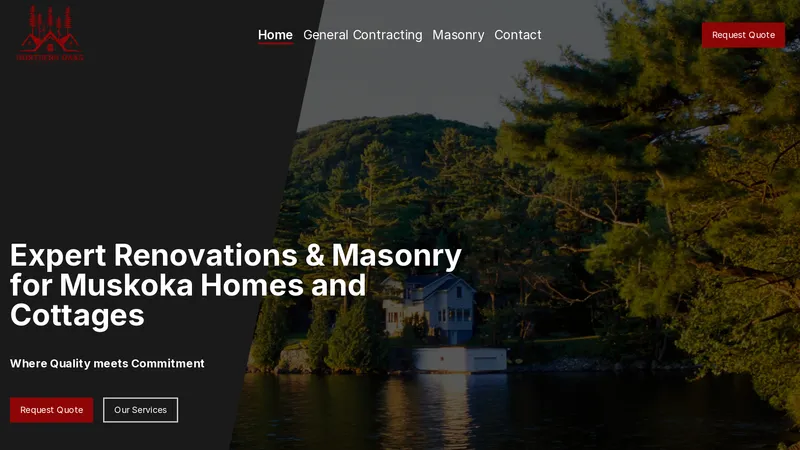 Home General Contracting Masonry Contact
Request Quote
Expert Renovations & Masonry
for Muskoka Homes and
Cottages
Where Quality meets Commitment
Request Quote Our Services